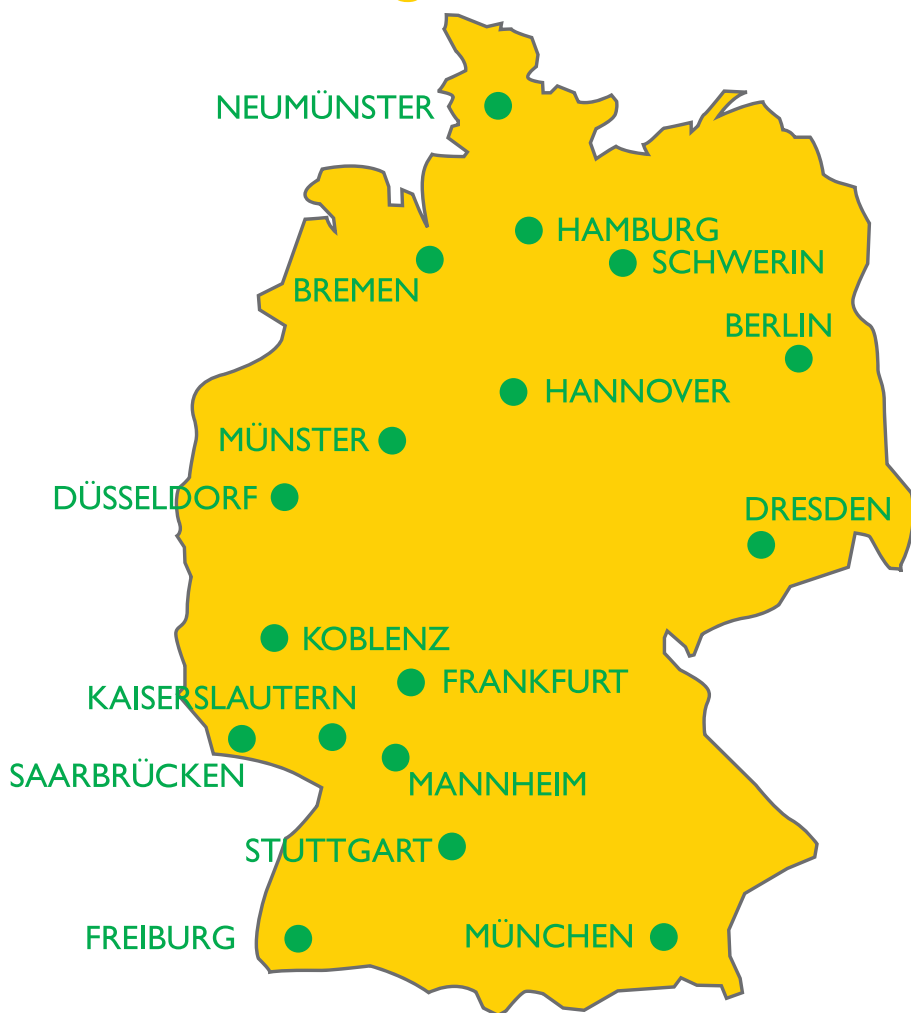 NEUMÜNSTER
HAMBURG
SCHWERIN
BREMEN
BERLIN
HANNOVER
MÜNSTER
DÜSSELDORF
DRESDEN
KOBLENZ
FRANKFURT
KAISERSLAUTERN
SAARBRÜCKEN
MANNHEIM
STUTTGART
FREIBURG
MÜNCHEN